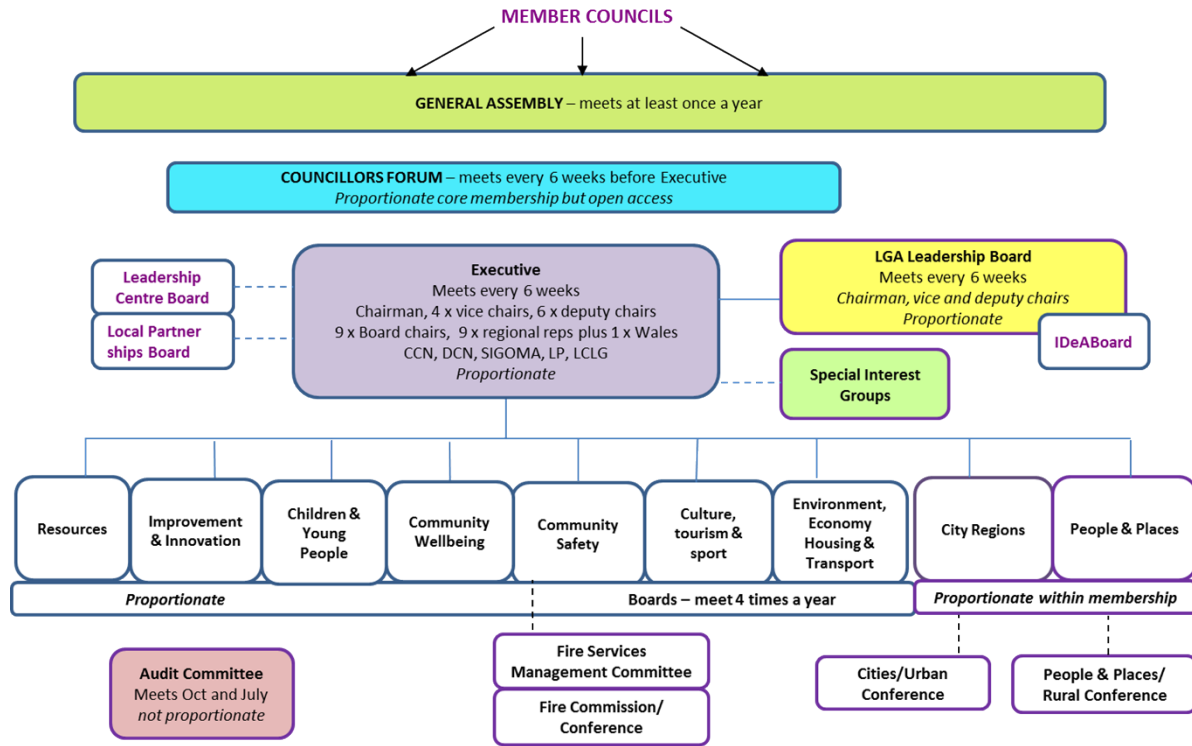 MEMBER COUNCILS
GENERAL ASSEMBLY – meets at least once a year
COUNCILLORS FORUM – meets every 6 weeks before Executive
Proportionate core membership but open access
Leadership
Centre Board
Local Partner
ships Board
Executive
Meets every 6 weeks
Chairman, 4 x vice chairs, 6 x deputy chairs
9 x Board chairs, 9 x regional reps plus 1 x Wales
CCN, DCN, SIGOMA, LP, LCLG
Proportionate
LGA Leadership Board
Meets every 6 weeks
Chairman, vice and deputy chairs
Proportionate
IDeABoard
Special Interest
Groups
Resources
Improvement
& Innovation
Children &
Young
People
Community
Wellbeing
Community
Safety
Culture,
tourism &
sport
Environment,
Economy
Housing &
Transport
City Regions
People & Places
Proportionate
Boards – meet 4 times a year
Proportionate within membership
Audit Committee
Meets Oct and July
not proportionate
Fire Services
Management Committee
Fire Commission/
Conference
Cities/Urban
Conference
People & Places/
Rural Conference